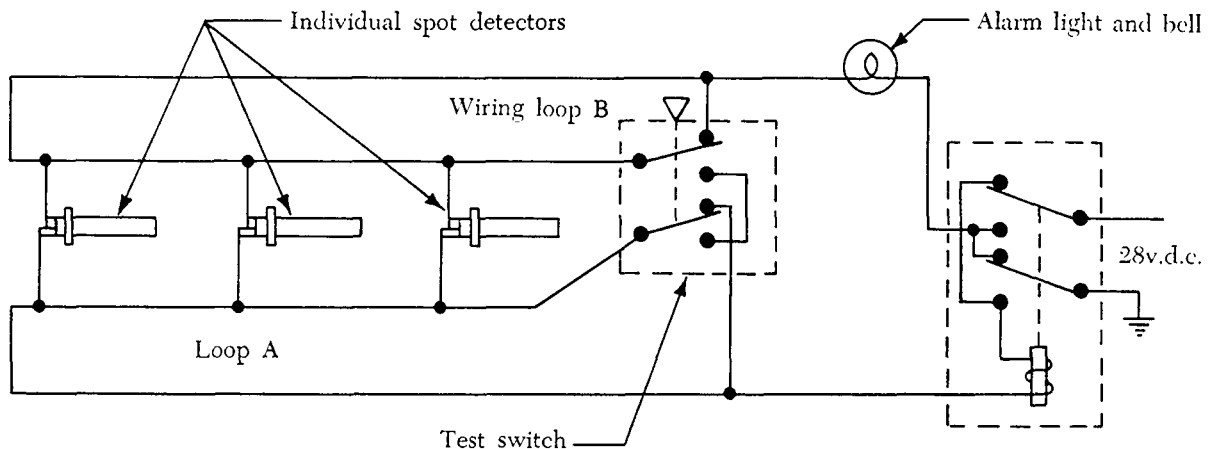 Individual spot detectors
Alarm light and bell
Wiring loop B
28v.d.c.
Loop A
Test switch